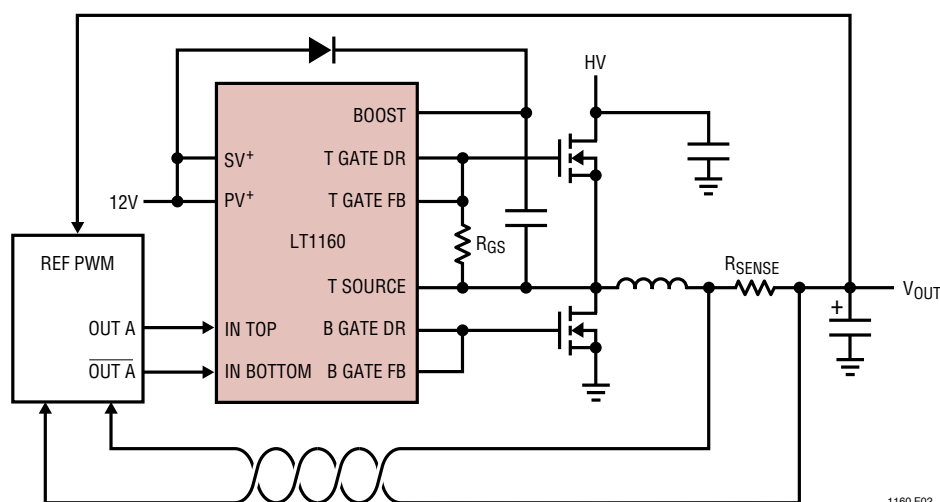 HV
BOOST
SV+
T GATE DR
12V
PV+
T GATE FB
LT1160
RGS
REF PWM
RSENSE
T SOURCE
VOUT
+
OUT A
IN TOP
B GATE DR
OUT A
IN BOTTOM
B GATE FB
1160 F02